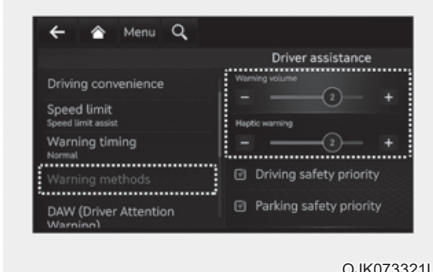 Menu
Driver assistance
Driving convenience
Warning volume
- 2 +
Speed limit
Speed limit assist
Haptic warning
Warning timing
Normal
- 2 +
Warning methods
Driving safety priority
DAW (Driver Attention
Warning)
Parking safety priority
OJK073321L